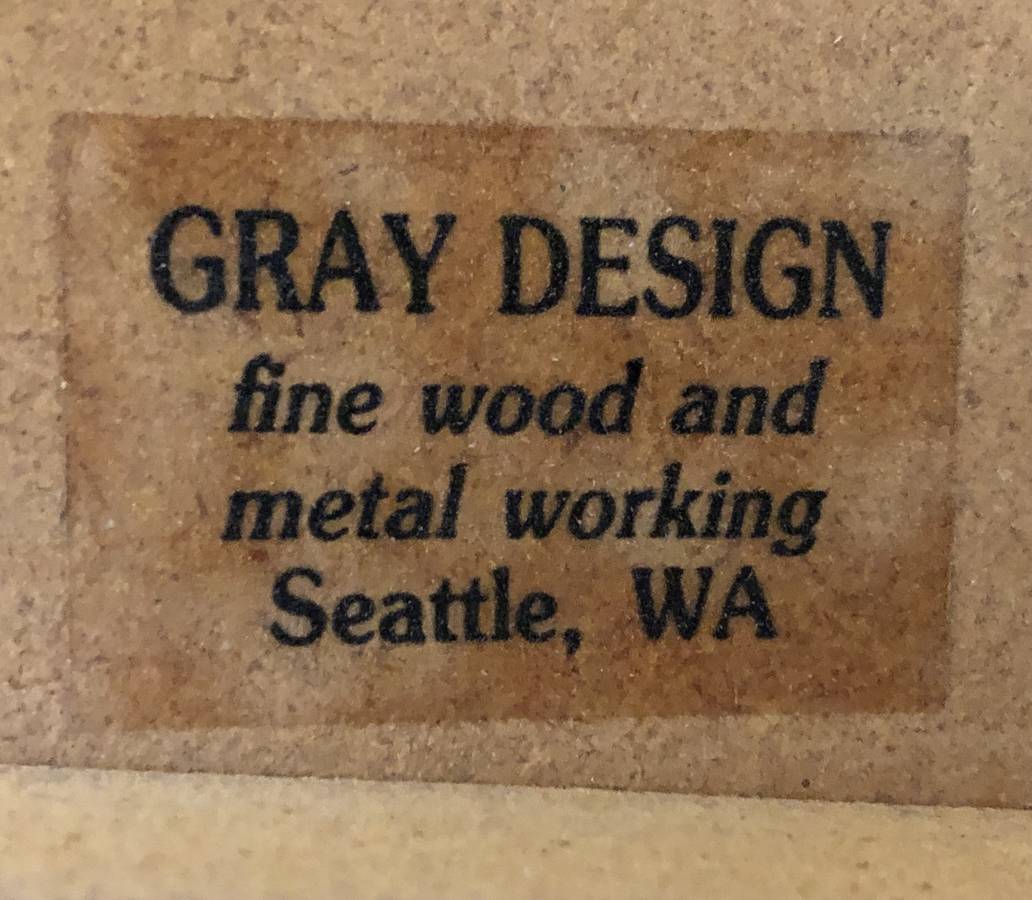 GRAY DESIGN
fine wood and
metal working
Seattle, WA